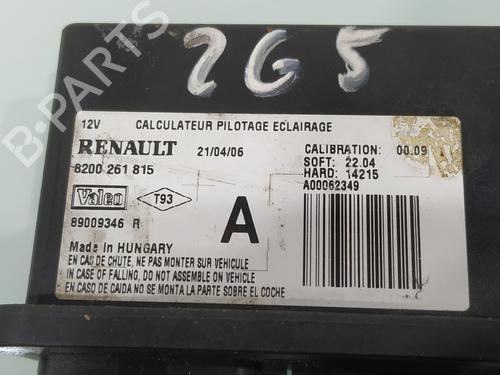 2G5
12V CALCULATEUR PILOTAGE ECLAIRAGE
RENAULT 21/04/06 CALIBRATION: 00.09
8200 261 815 SOFT: 22.04
HARD: 14215
A00062349
Valeo T93 A
89009346 R
Made in HUNGARY
EN CAS DE CHUTE, NE PAS MONTER SUR VÉHICULE
IN CASE OF FALLING, DO NOT ASSEMBLE ON VEHICLE
EN CASO DE CAIDA NO SE MONTA LA PARTE SOBRE EL COCHE
B-PARTS